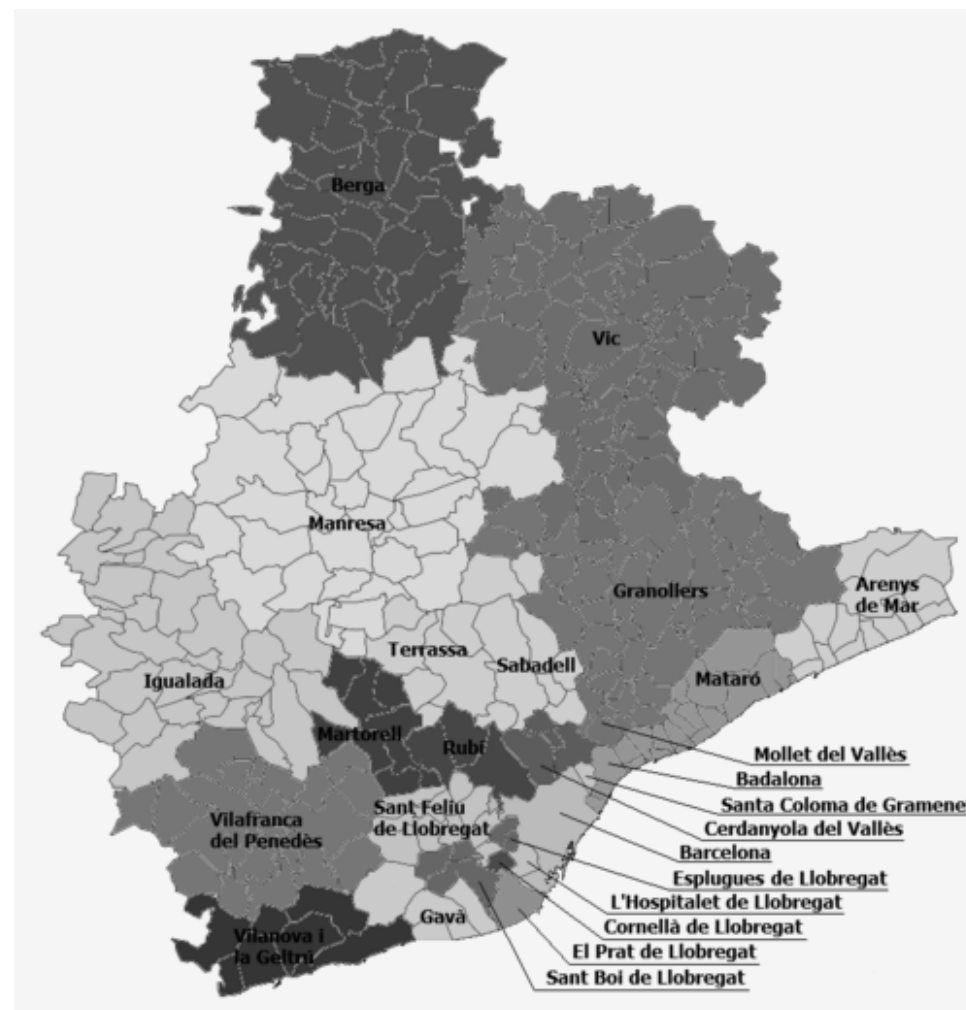 Berga
Vic
Manresa
Granollers
Arenys
de Mar
Terrassa
Sabadell
Igualada
Mataró
Martorell
Rubí
Mollet del Vallès
Badalona
Sant Feliu
de Llobregat
Santa Coloma de Gramene
Vilafranca
del Penedès
Cerdanyola del Vallès
Barcelona
Esplugues de Llobregat
L'Hospitalet de Llobregat
Gavà
Cornellà de Llobregat
Vilanova i
la Geltrú
El Prat de Llobregat
Sant Boi de Llobregat